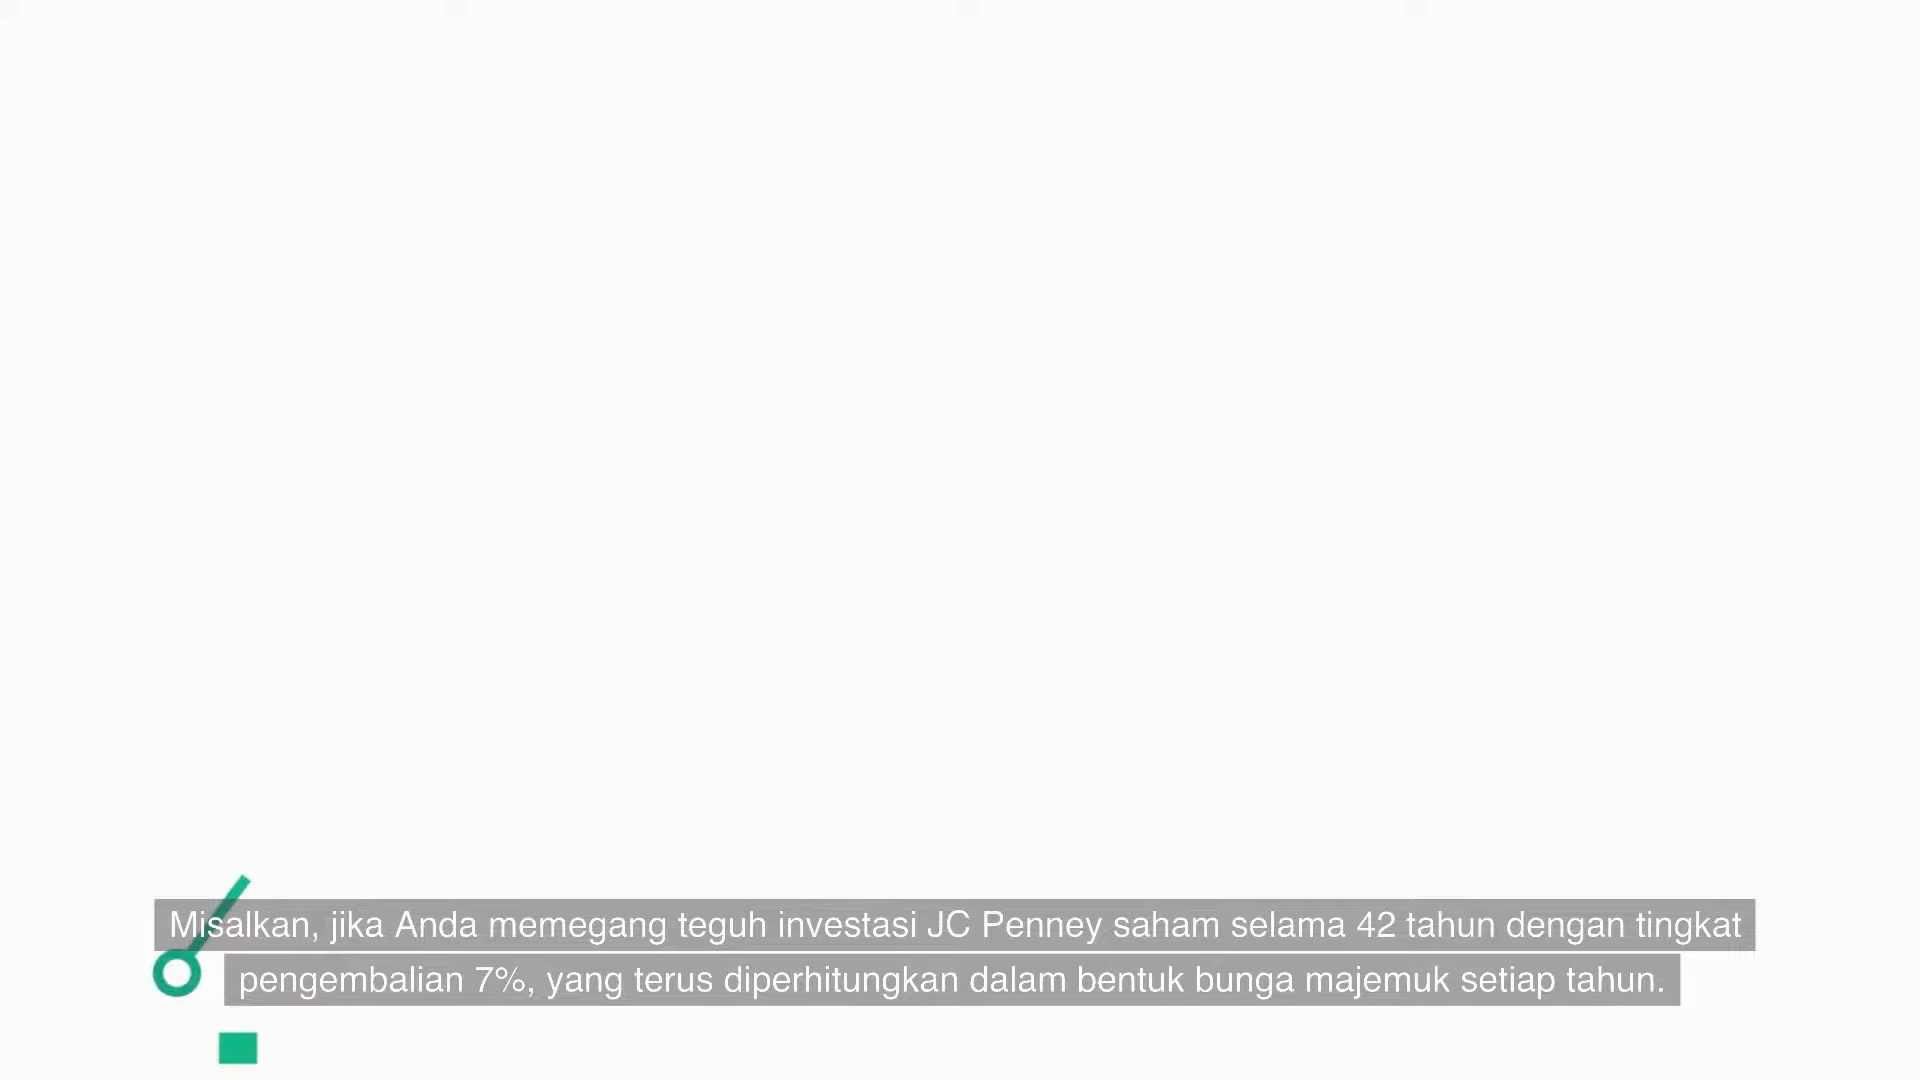 Misalkan, jika Anda memegang teguh investasi JC Penney saham selama 42 tahun dengan tingkat
pengembalian 7%, yang terus diperhitungkan dalam bentuk bunga majemuk setiap tahun.